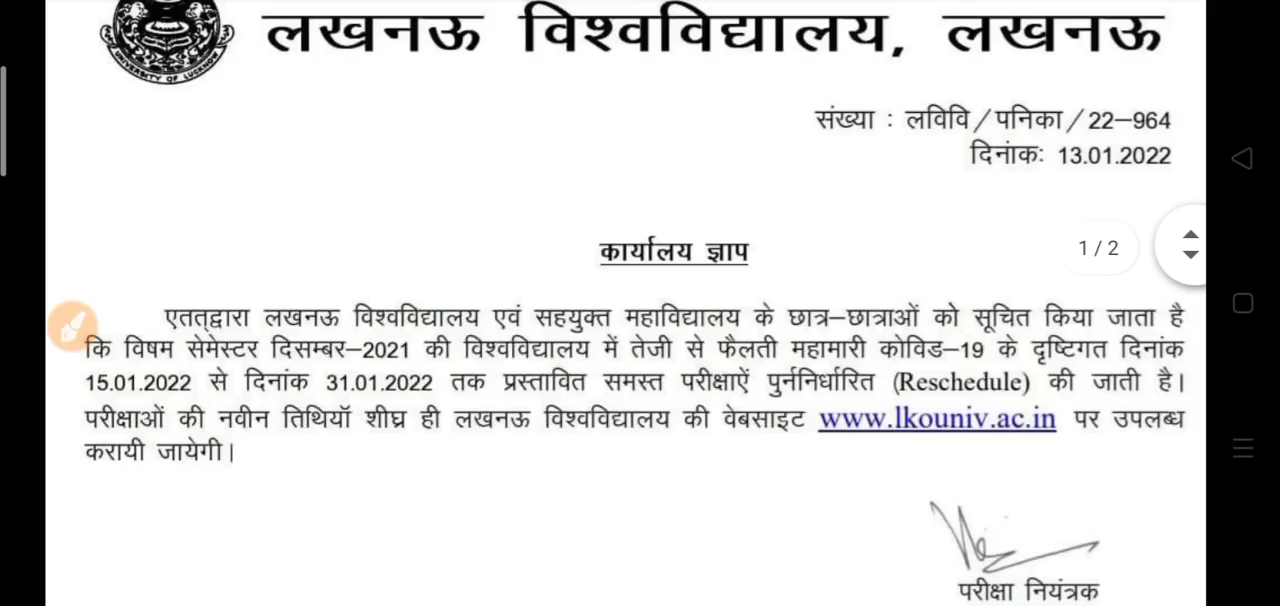 लखनऊ विश्वविद्यालय, लखनऊ
UNIVERSITY OF LUCKNOW
संख्या : लविवि/पनिका/22–964
दिनांकः 13.01.2022
कार्यालय ज्ञाप
1 / 2
एतत्द्वारा लखनऊ विश्वविद्यालय एवं सहयुक्त महाविद्यालय के छात्र–छात्राओं को सूचित किया जाता है
कि विषम सेमेस्टर दिसम्बर–2021 की विश्वविद्यालय में तेजी से फैलती महामारी कोविड–19 के दृष्टिगत दिनांक
15.01.2022 से दिनांक 31.01.2022 तक प्रस्तावित समस्त परीक्षाऐं पुर्ननिर्धारित (Reschedule) की जाती है।
परीक्षाओं की नवीन तिथियॉ शीघ्र ही लखनऊ विश्वविद्यालय की वेबसाइट www.lkouniv.ac.in पर उपलब्ध
करायी जायेगी।
परीक्षा नियंत्रक